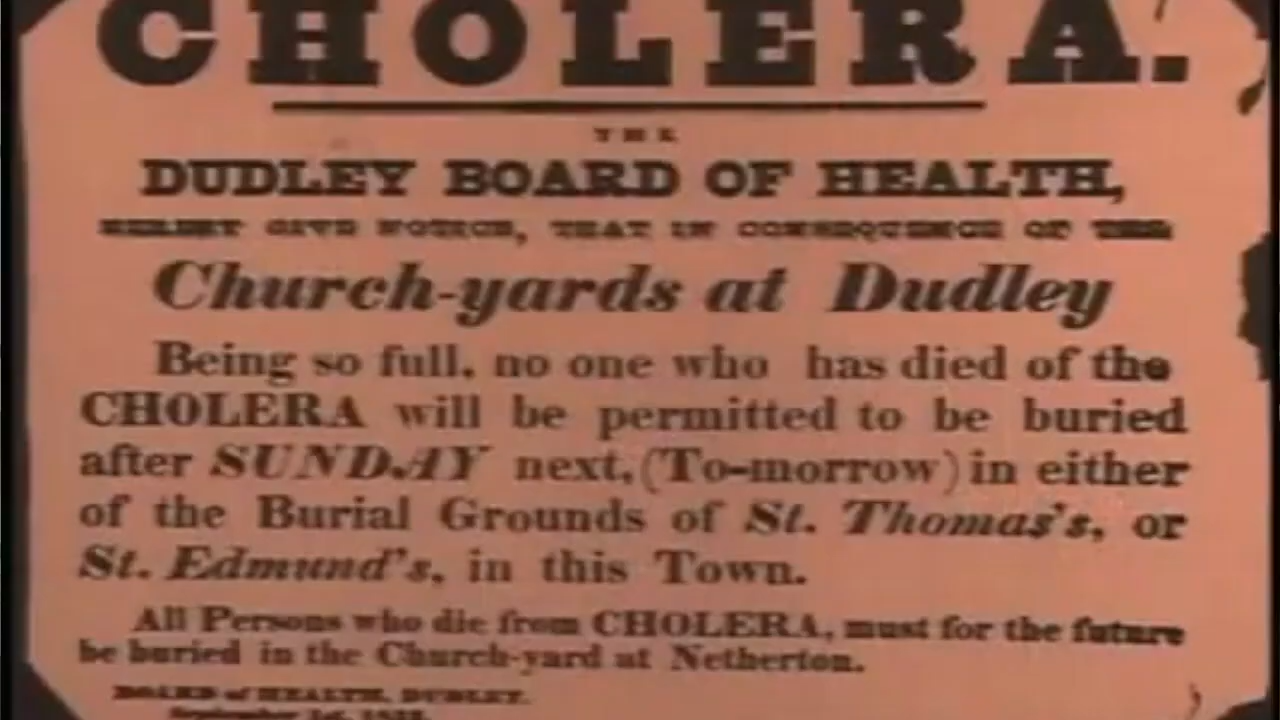 CHOLERA.
THE
DUDLEY BOARD OF HEALTH,
HEREBY GIVE NOTICE, THAT IN CONSEQUENCE OF THE
Church-yards at Dudley
Being so full, no one who has died of the
CHOLERA will be permitted to be buried
after SUNDAY next, (To-morrow) in either
of the Burial Grounds of St. Thomas's, or
St. Edmund's, in this Town.
All Persons who die from CHOLERA, must for the future
be buried in the Church-yard at Netherton.
BOARD of HEALTH, DUDLEY.
September 1st,